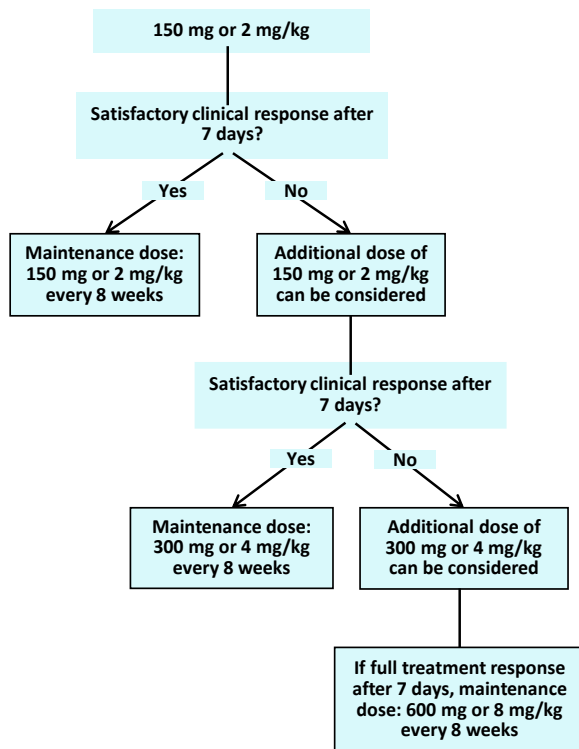 150 mg or 2 mg/kg
Satisfactory clinical response after
7 days?
Yes
No
Maintenance dose:
150 mg or 2 mg/kg
every 8 weeks
Additional dose of
150 mg or 2 mg/kg
can be considered
Satisfactory clinical response after
7 days?
Yes
No
Maintenance dose:
300 mg or 4 mg/kg
every 8 weeks
Additional dose of
300 mg or 4 mg/kg
can be considered
If full treatment response
after 7 days, maintenance
dose: 600 mg or 8 mg/kg
every 8 weeks